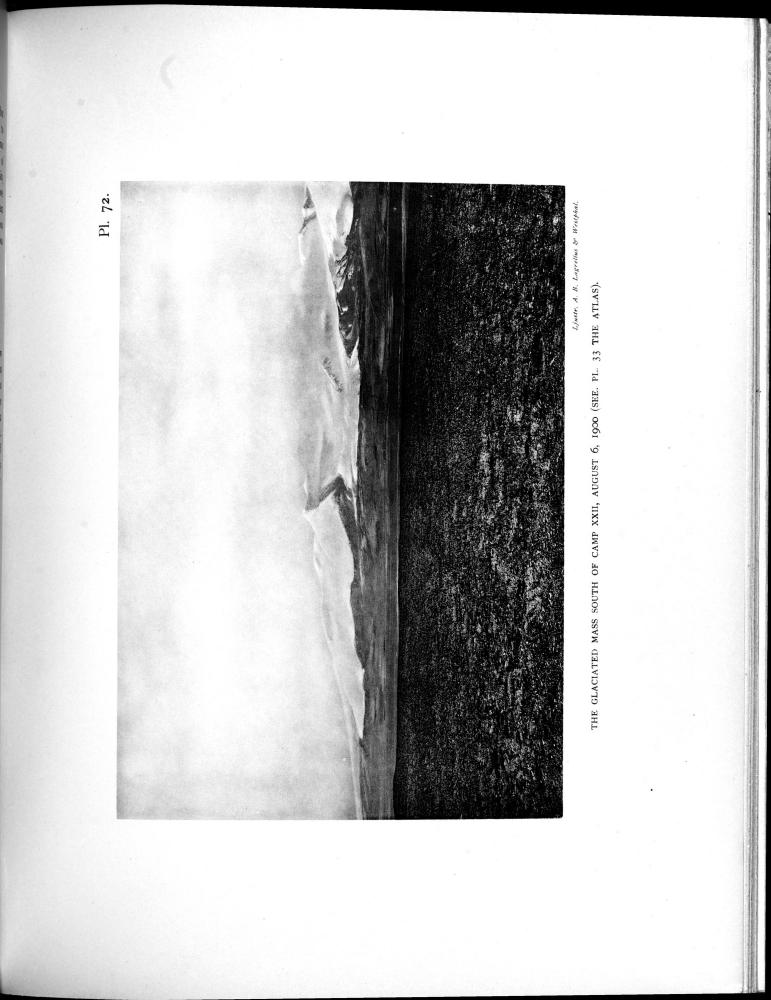 Pl. 72.
Ljustr. A. B. Lagrelius & Westphal.
THE GLACIATED MASS SOUTH OF CAMP XXII, AUGUST 6, 1900 (SEE. PL. 33 THE ATLAS).